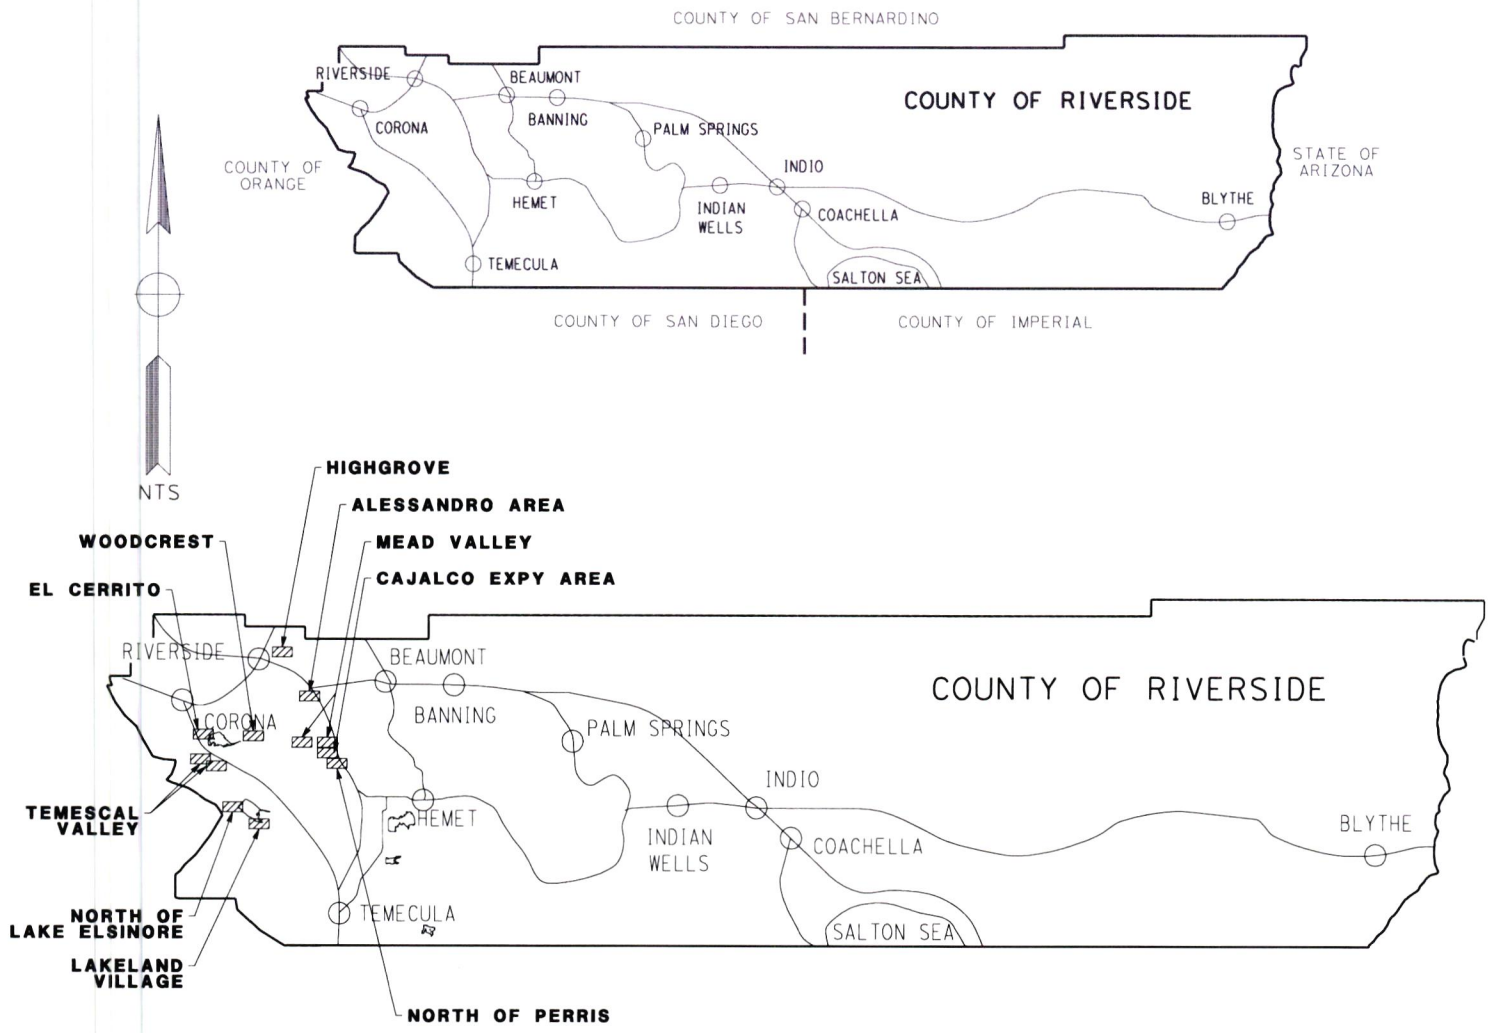 COUNTY OF SAN BERNARDINO
RIVERSIDE
BEAUMONT
COUNTY OF RIVERSIDE
BANNING
CORONA
PALM SPRINGS
COUNTY OF
ORANGE
STATE OF
ARIZONA
INDIO
HEMET
INDIAN
WELLS
COACHELLA
BLYTHE
TEMECULA
SALTON SEA
COUNTY OF SAN DIEGO
COUNTY OF IMPERIAL
NTS
HIGHGROVE
ALESSANDRO AREA
WOODCREST
MEAD VALLEY
CAJALCO EXPY AREA
EL CERRITO
RIVERSIDE
BEAUMONT
COUNTY OF RIVERSIDE
BANNING
CORONA
PALM SPRINGS
INDIO
TEMESCAL
VALLEY
HEMET
INDIAN
WELLS
COACHELLA
BLYTHE
TEMECULA
SALTON SEA
NORTH OF
LAKE ELSINORE
LAKELAND
VILLAGE
NORTH OF PERRIS